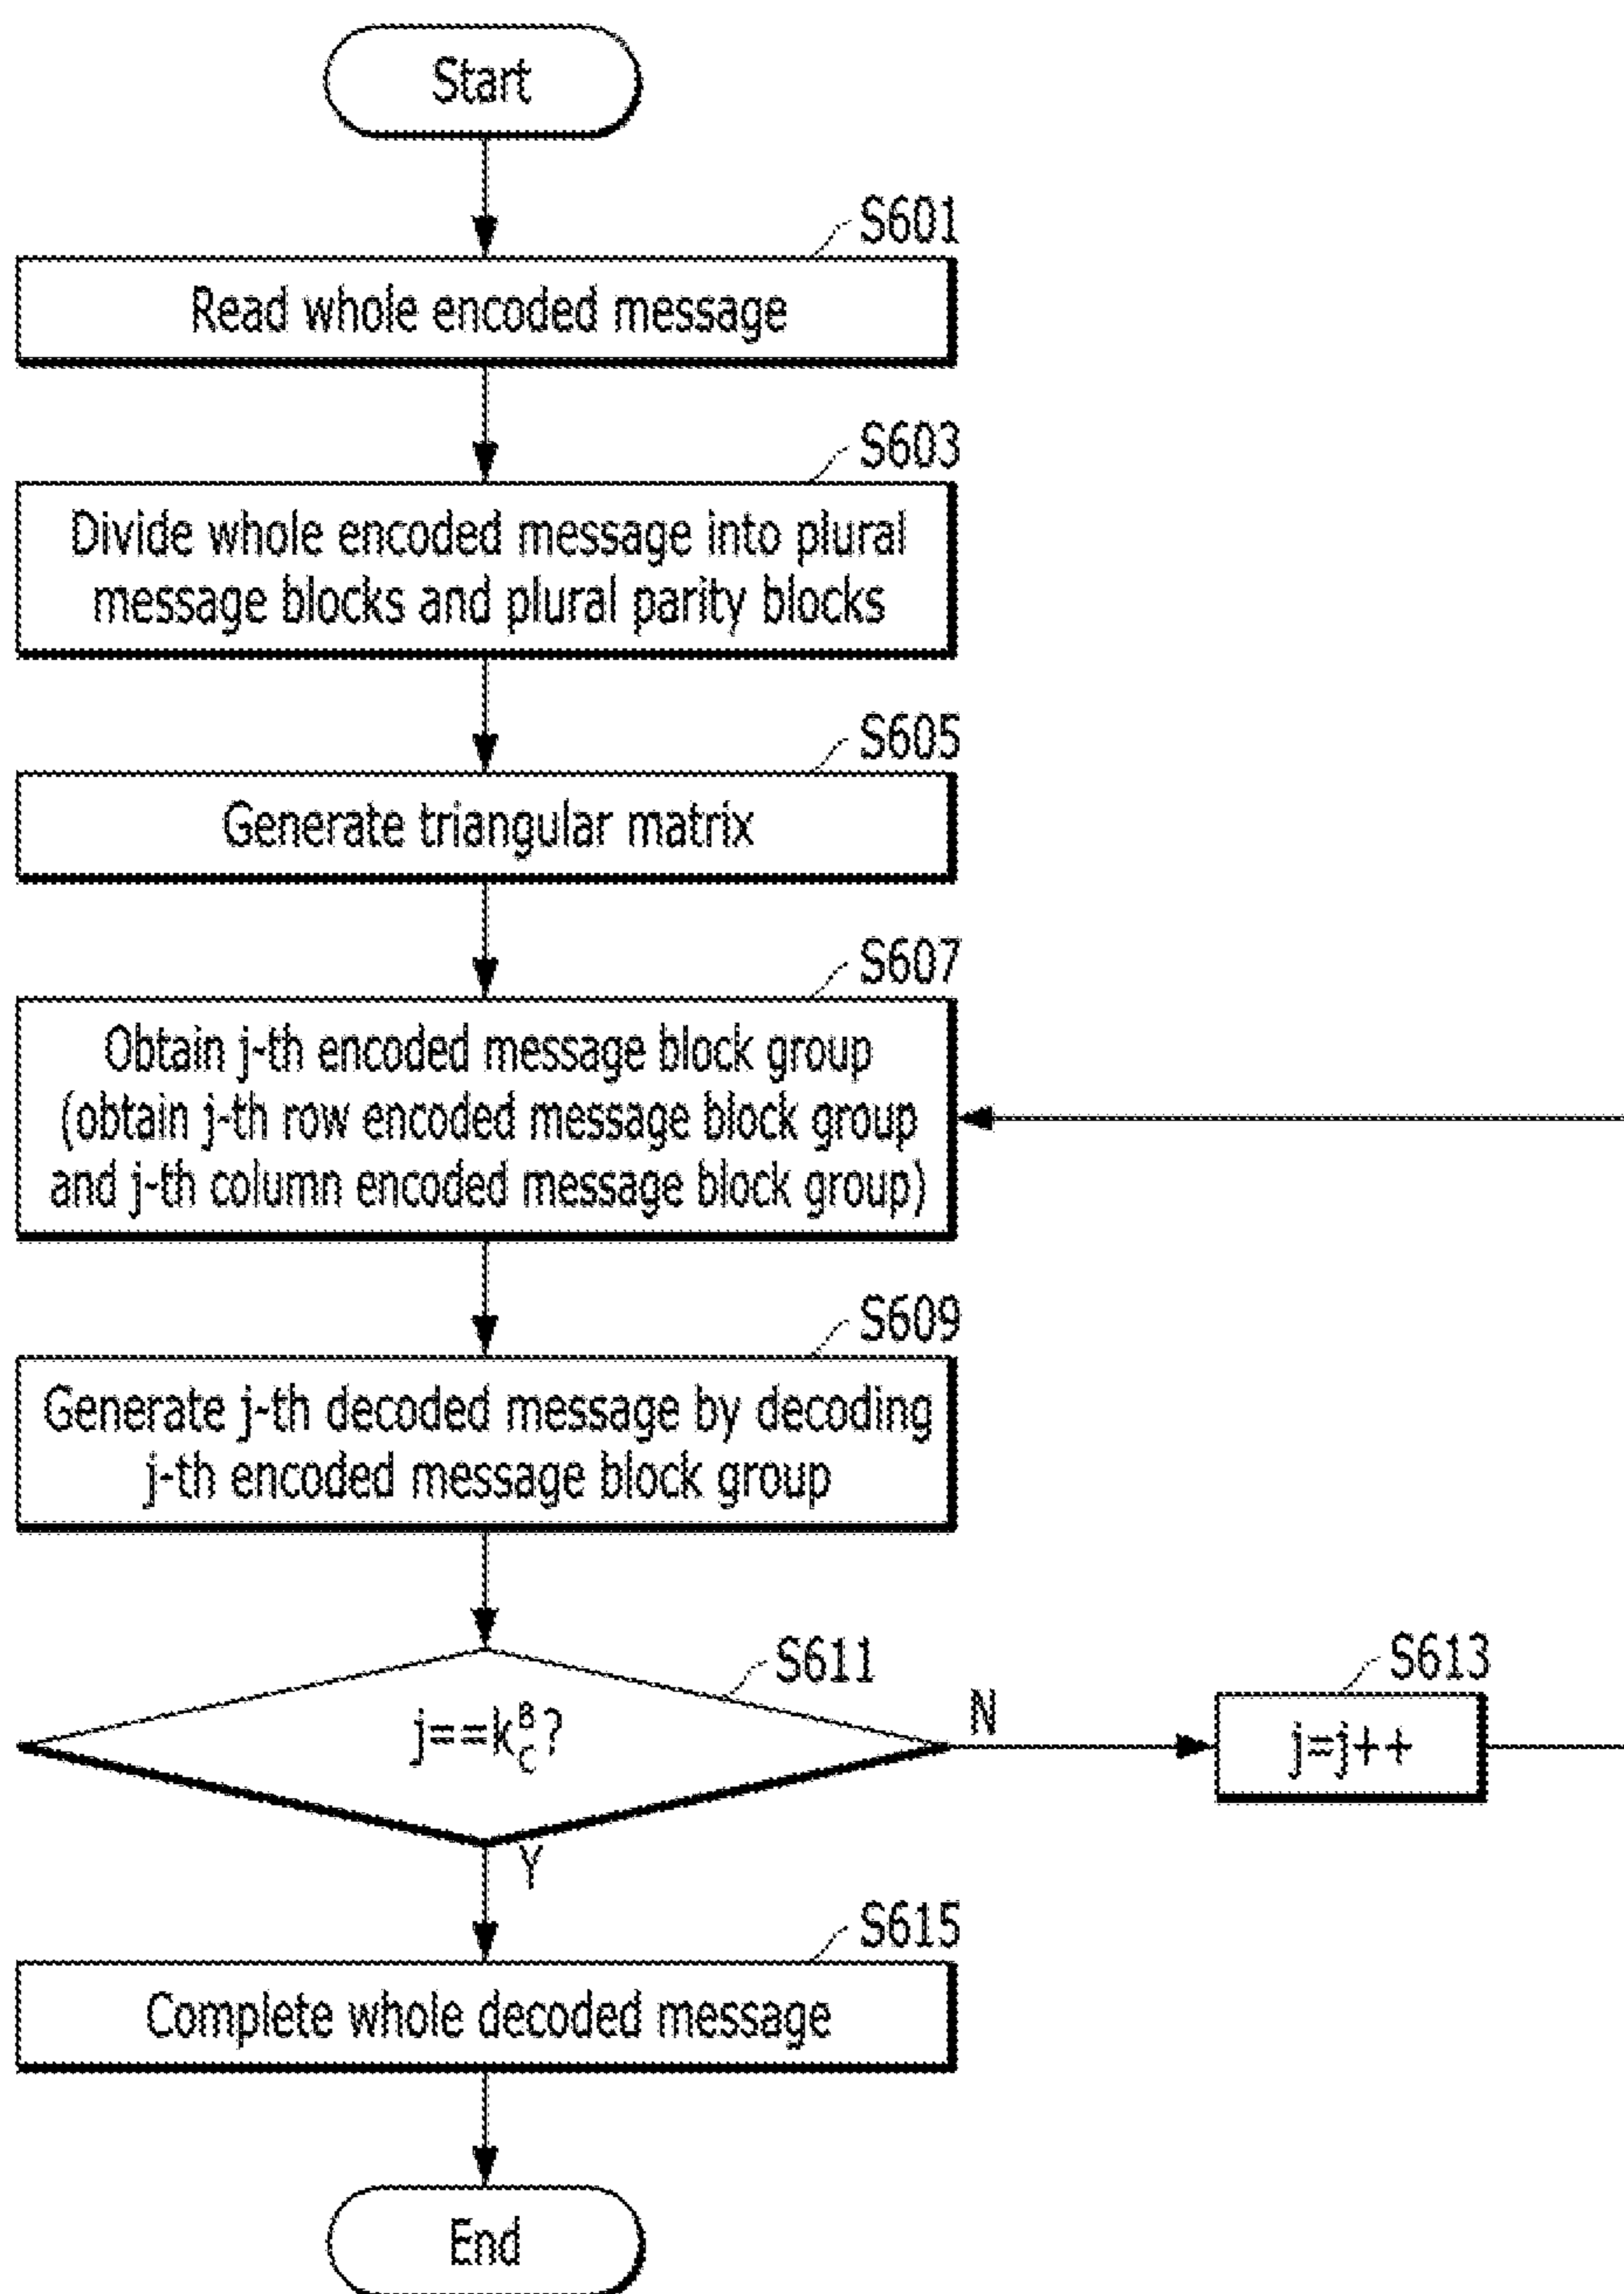 Start
S601
Read whole encoded message
S603
Divide whole encoded message into plural
message blocks and plural parity blocks
S605
Generate triangular matrix
S607
Obtain j-th encoded message block group
(obtain j-th row encoded message block group
and j-th column encoded message block group)
S609
Generate j-th decoded message by decoding
j-th encoded message block group
S611
j==k_C^B?
N
S613
j=j++
Y
S615
Complete whole decoded message
End